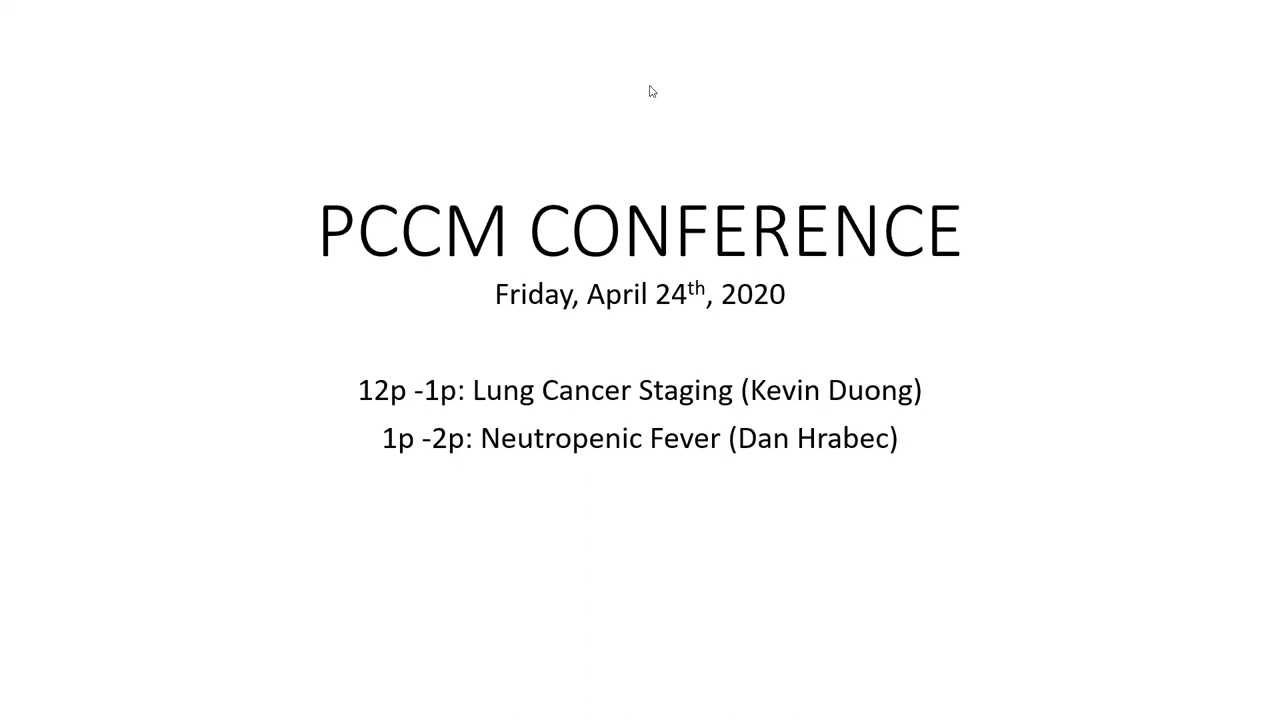 PCCM CONFERENCE
Friday, April 24th, 2020
12p -1p: Lung Cancer Staging (Kevin Duong)
1p -2p: Neutropenic Fever (Dan Hrabec)